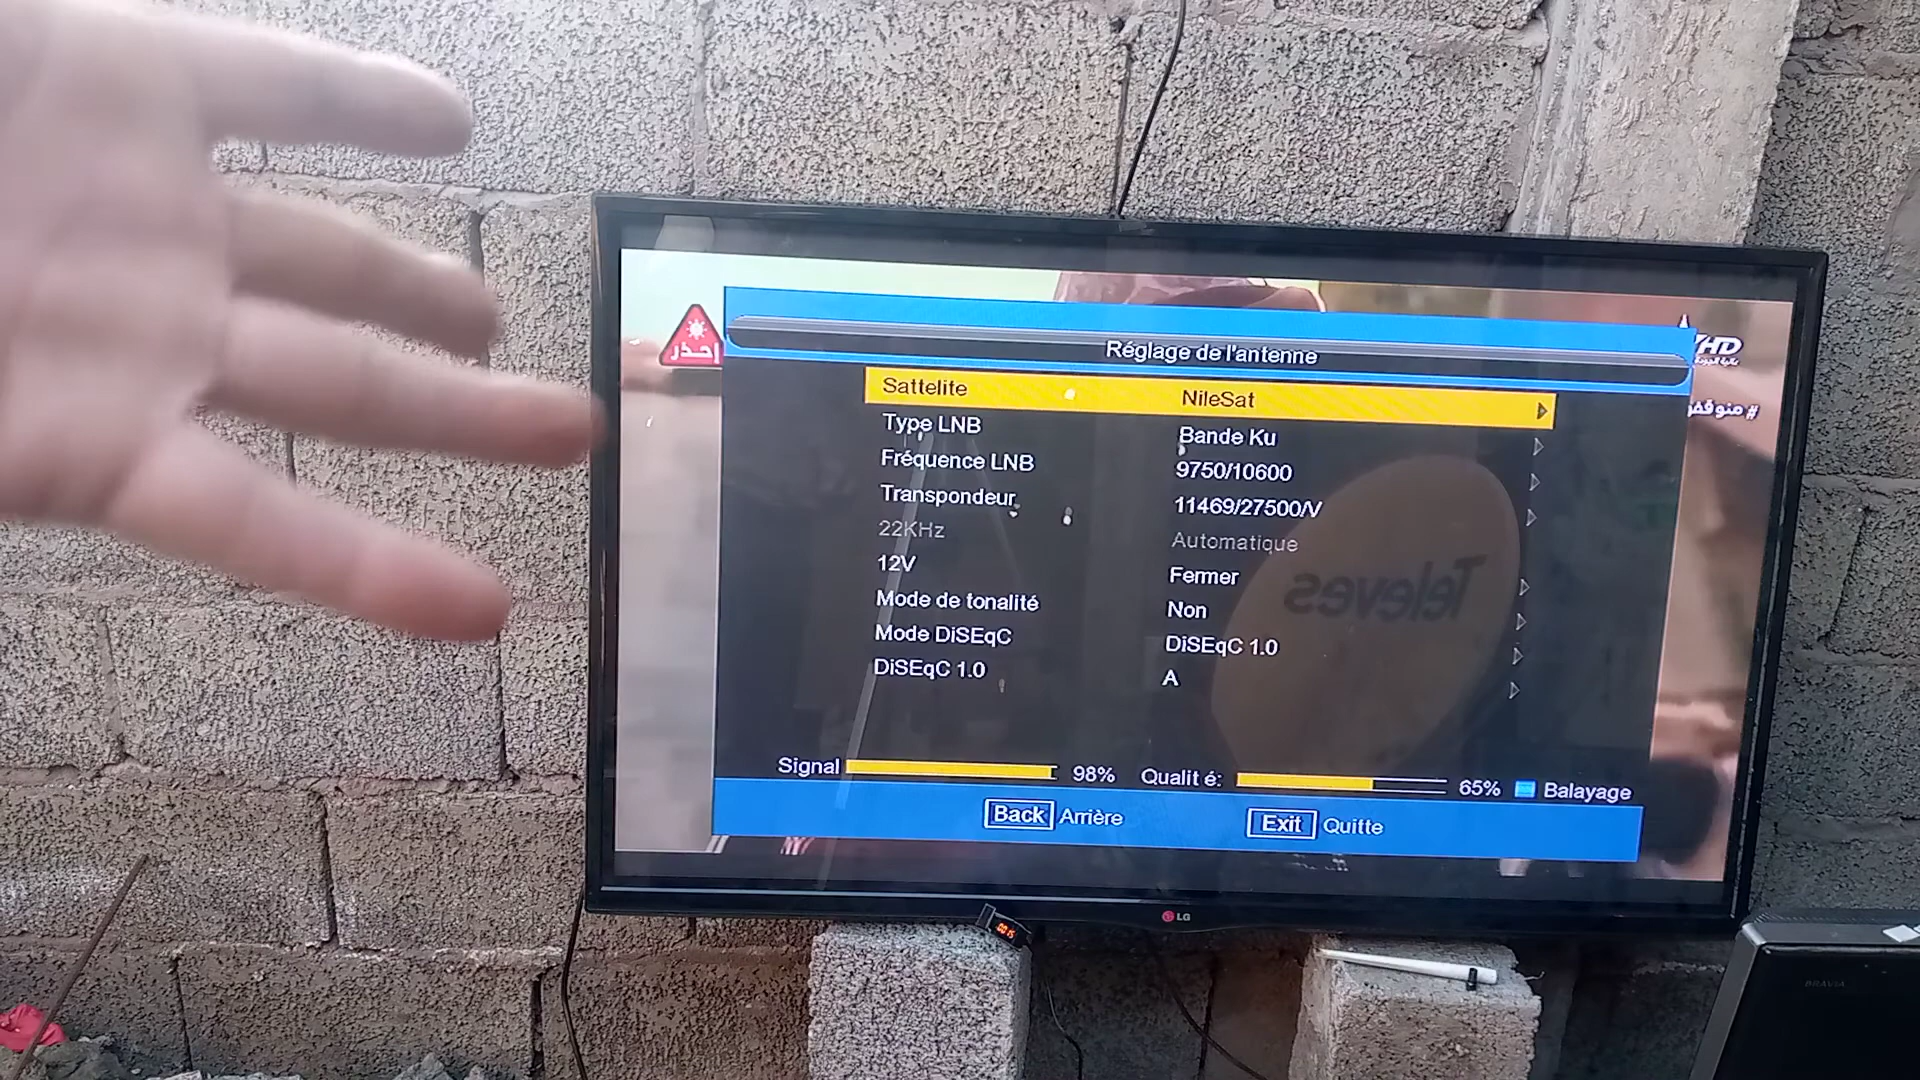 Réglage de l'antenne
إحذر
HD
Sattelite NileSat
Type LNB Bande Ku
Fréquence LNB 9750/10600
Transpondeur 11469/27500/V
22KHz Automatique
12V Fermer
Mode de tonalité Non
Mode DiSEqC DiSEqC 1.0
DiSEqC 1.0 A
Televes
Signal 98% Qualité: 65% Balayage
Back Arrière Exit Quitte
LG
BRAVIA